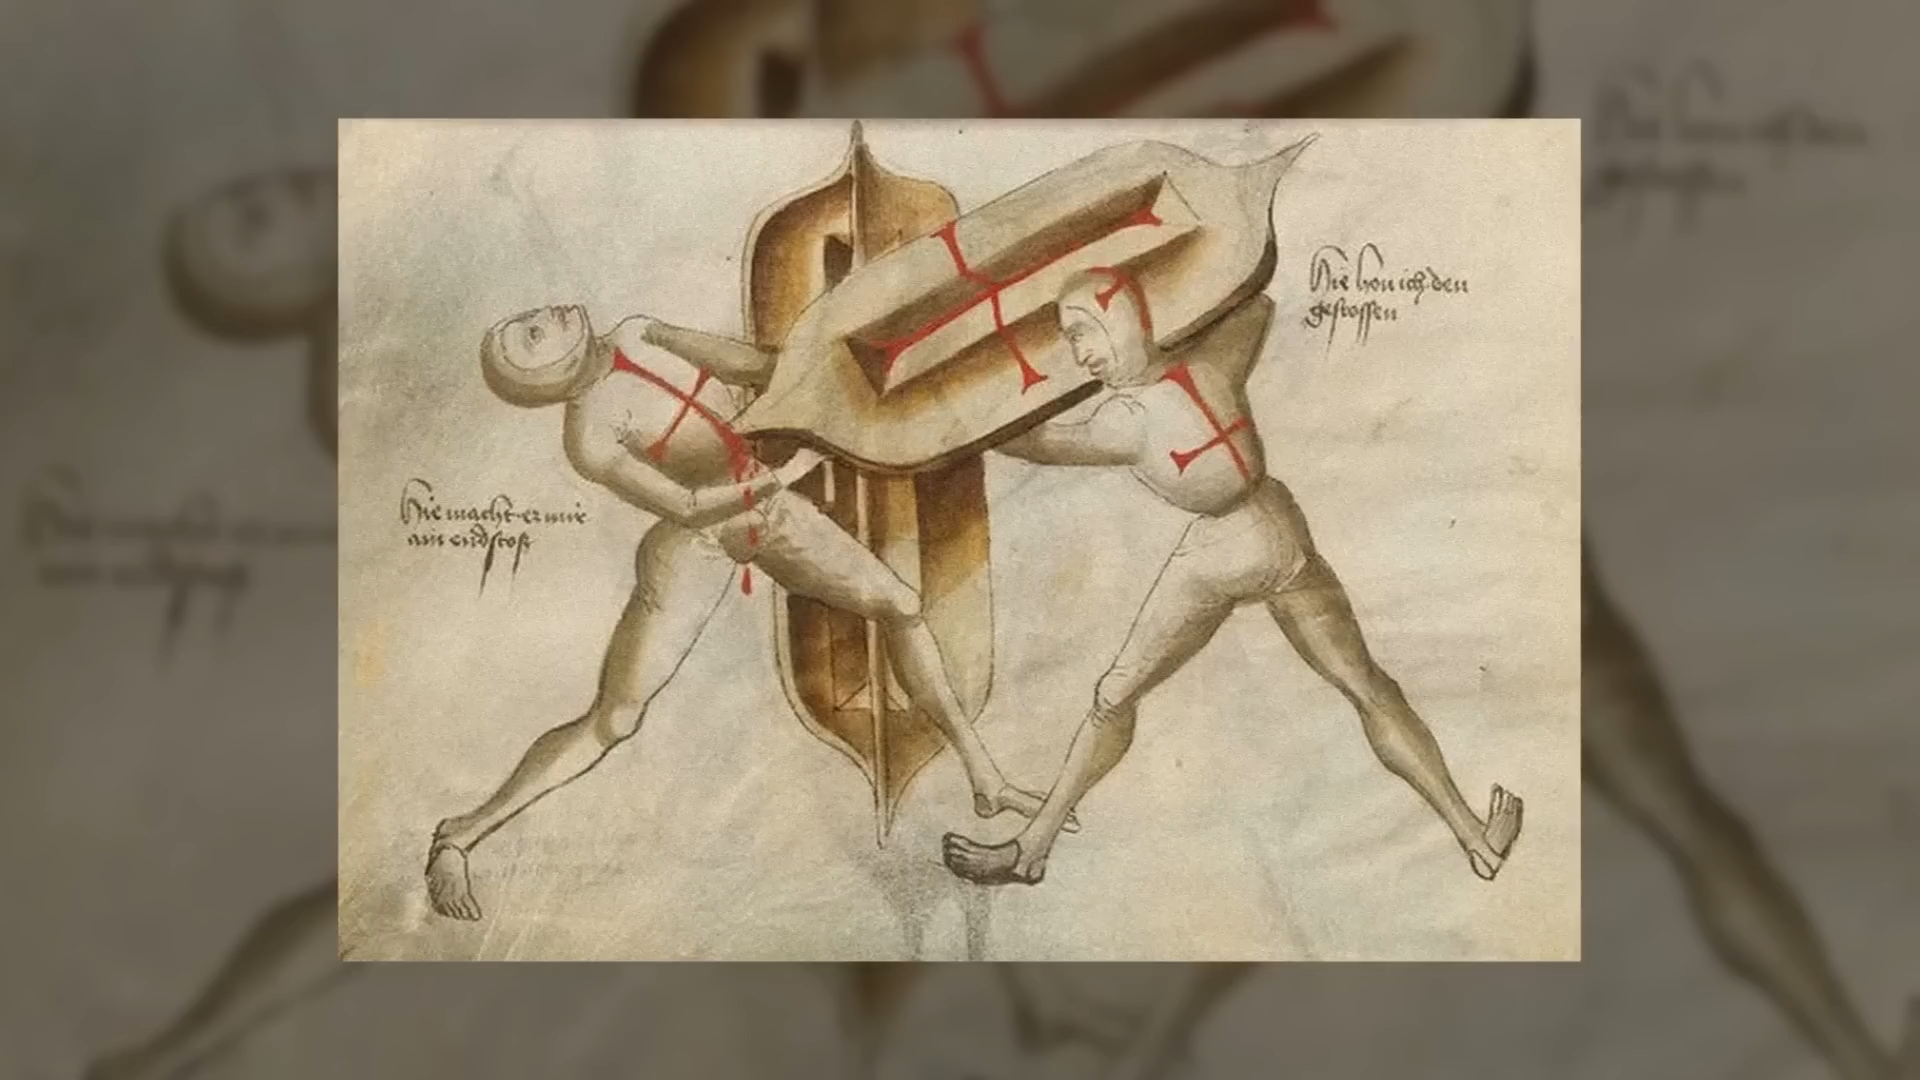 Hie macht er mir
ain endstoß
Hie hon ich den
gestossen